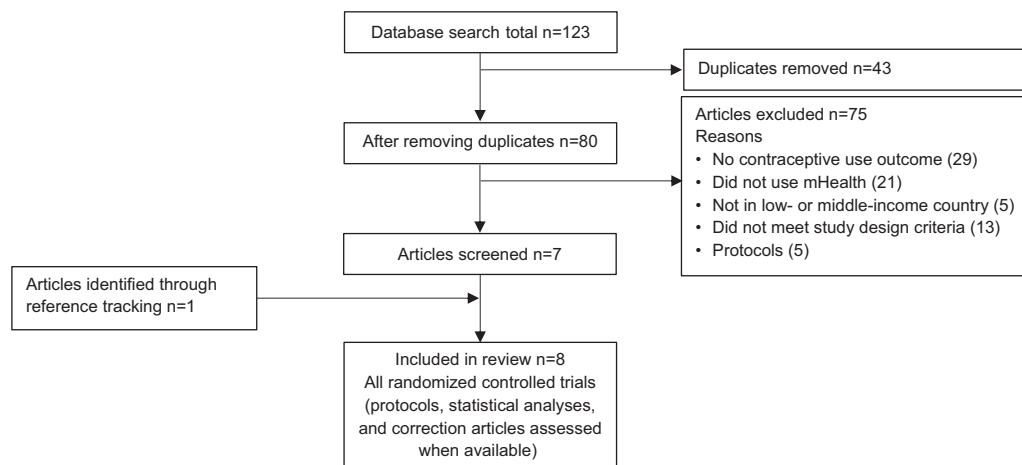 Database search total n=123
Duplicates removed n=43
Articles excluded n=75
Reasons
• No contraceptive use outcome (29)
• Did not use mHealth (21)
• Not in low- or middle-income country (5)
• Did not meet study design criteria (13)
• Protocols (5)
After removing duplicates n=80
Articles screened n=7
Articles identified through
reference tracking n=1
Included in review n=8
All randomized controlled trials
(protocols, statistical analyses,
and correction articles assessed
when available)